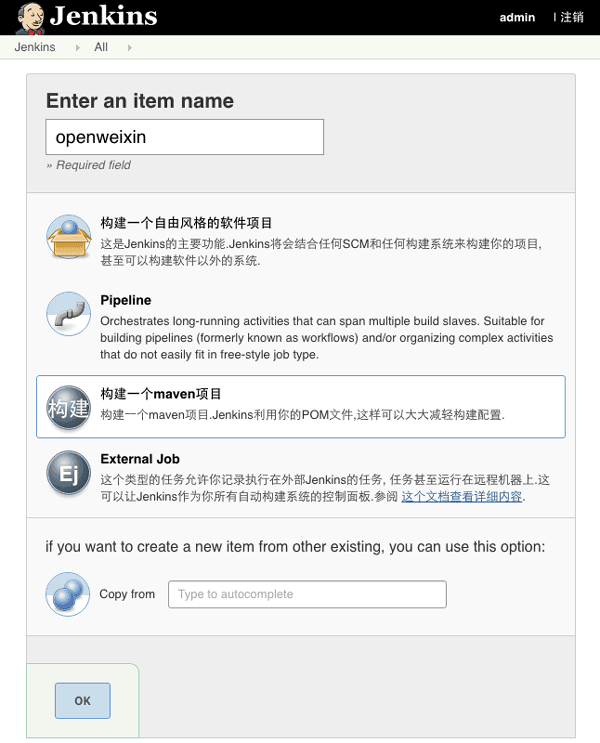 Jenkins
admin | 注销
Jenkins All
Enter an item name
openweixin
» Required field
构建一个自由风格的软件项目
这是Jenkins的主要功能.Jenkins将会结合任何SCM和任何构建系统来构建你的项目,
甚至可以构建软件以外的系统.
Pipeline
Orchestrates long-running activities that can span multiple build slaves. Suitable for
building pipelines (formerly known as workflows) and/or organizing complex activities
that do not easily fit in free-style job type.
构建
构建一个maven项目
构建一个maven项目.Jenkins利用你的POM文件,这样可以大大减轻构建配置.
Ej
External Job
这个类型的任务允许你记录执行在外部Jenkins的任务, 任务甚至运行在远程机器上.这
可以让Jenkins作为你所有自动构建系统的控制面板.参阅 这个文档查看详细内容.
if you want to create a new item from other existing, you can use this option:
Copy from Type to autocomplete
OK